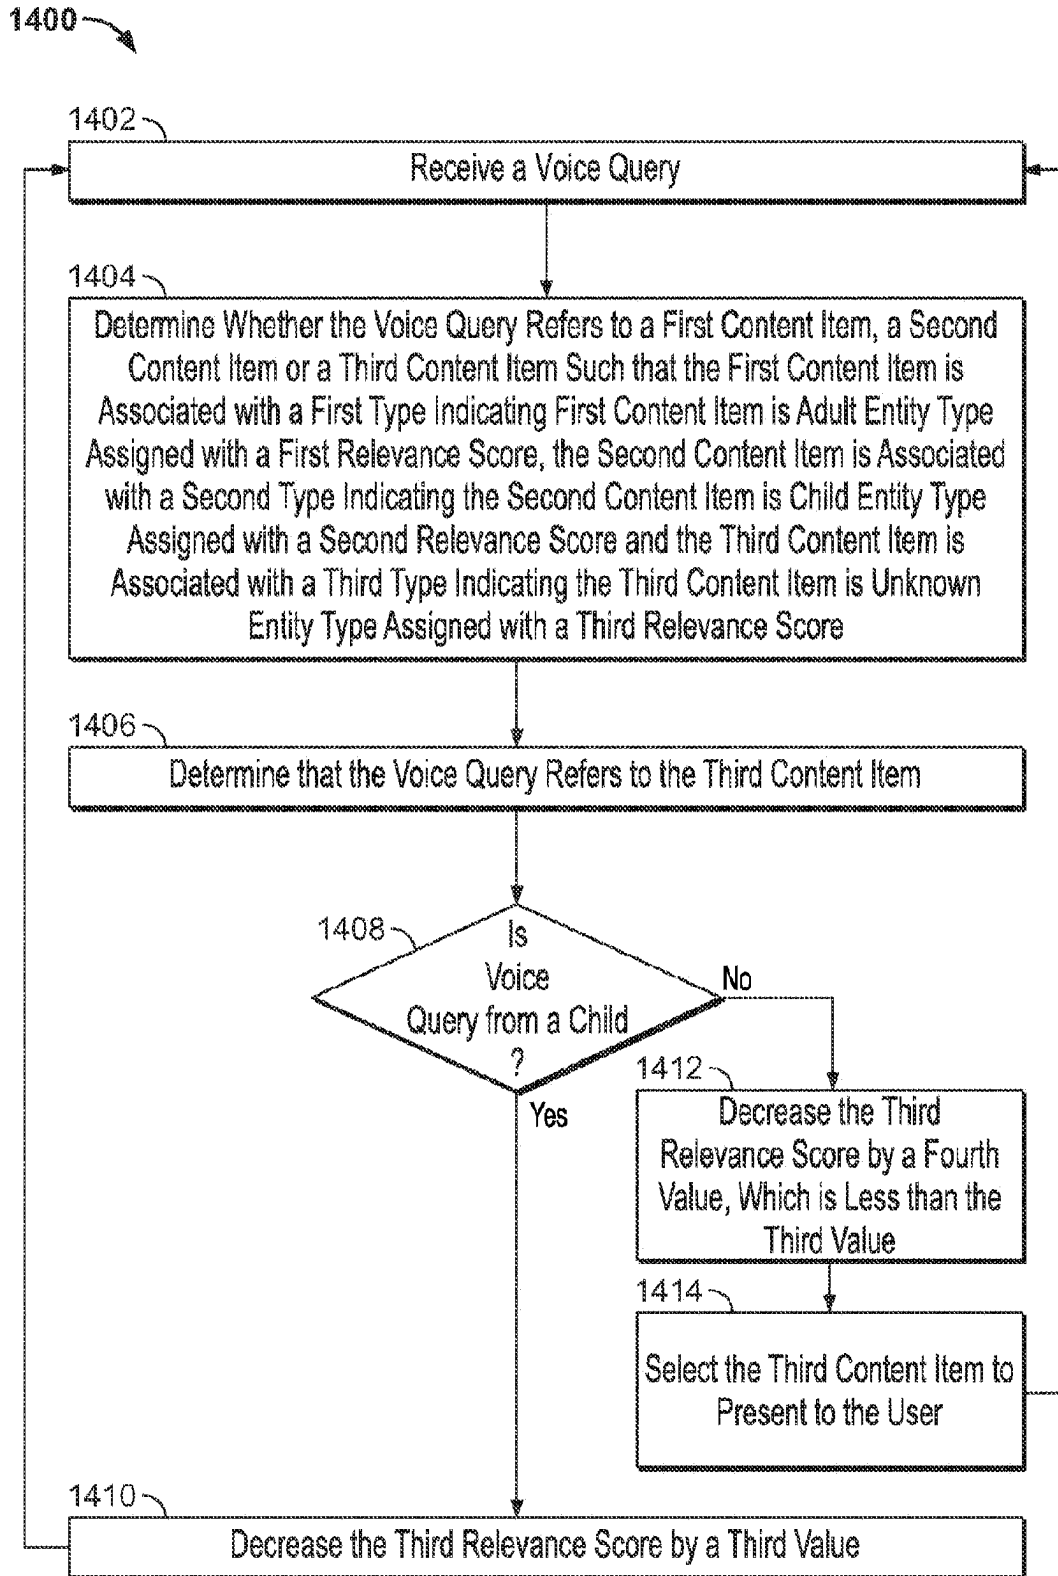 1400
1402
Receive a Voice Query
1404
Determine Whether the Voice Query Refers to a First Content Item, a Second
Content Item or a Third Content Item Such that the First Content Item is
Associated with a First Type Indicating First Content Item is Adult Entity Type
Assigned with a First Relevance Score, the Second Content Item is Associated
with a Second Type Indicating the Second Content Item is Child Entity Type
Assigned with a Second Relevance Score and the Third Content Item is
Associated with a Third Type Indicating the Third Content Item is Unknown
Entity Type Assigned with a Third Relevance Score
1406
Determine that the Voice Query Refers to the Third Content Item
1408
Is
Voice
Query from a Child
?
No
Yes
1412
Decrease the Third
Relevance Score by a Fourth
Value, Which is Less than the
Third Value
1414
Select the Third Content Item to
Present to the User
1410
Decrease the Third Relevance Score by a Third Value